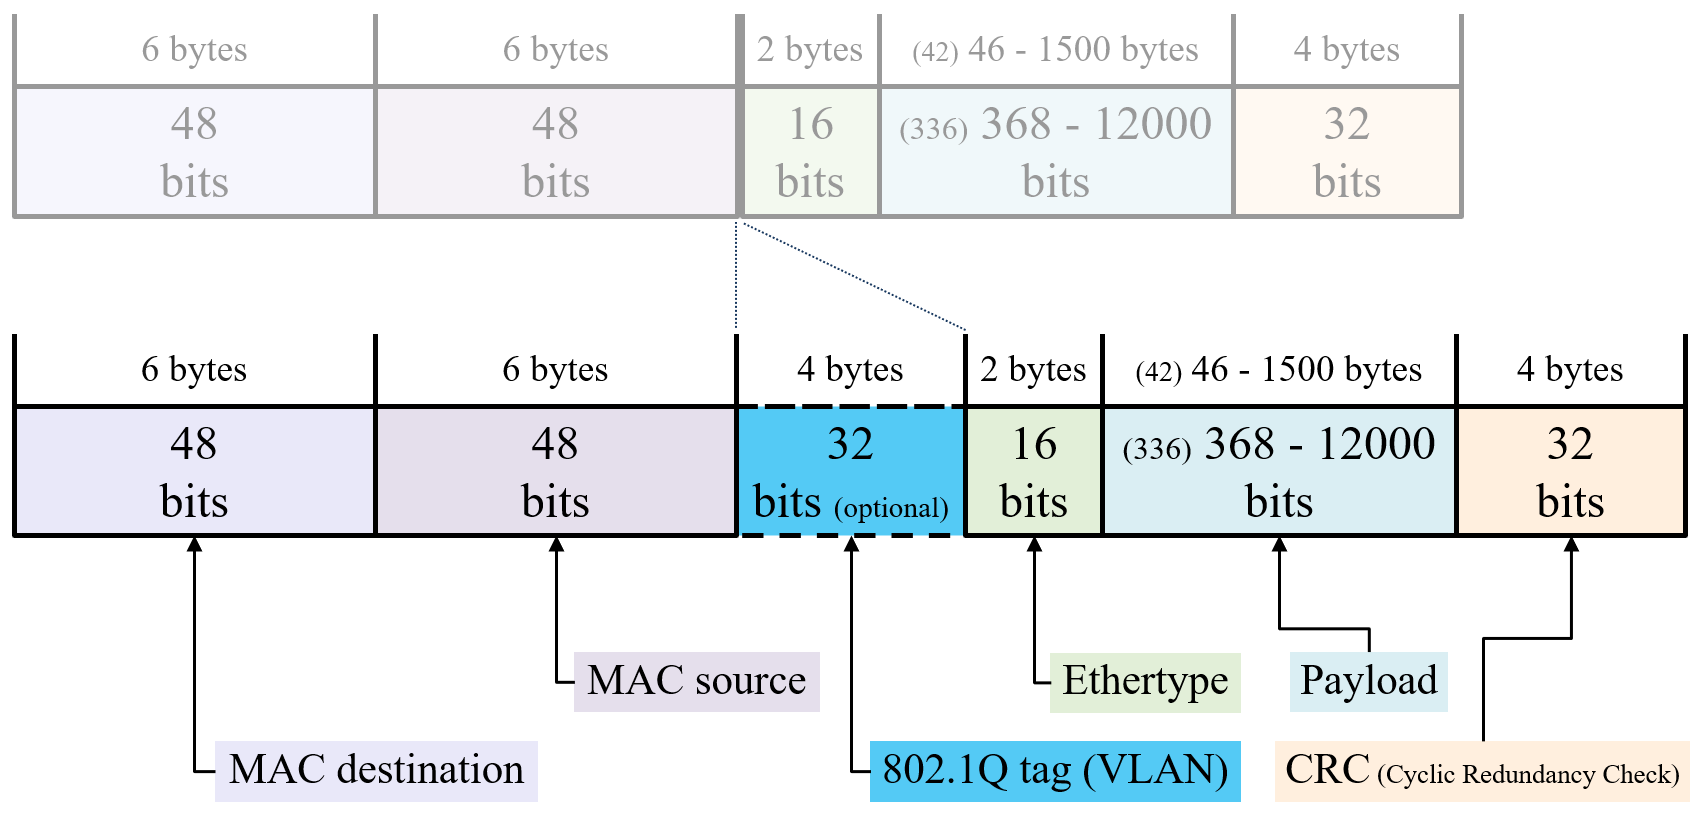 6 bytes 6 bytes 2 bytes (42) 46 - 1500 bytes 4 bytes
48 48 16 (336) 368 - 12000 32
bits bits bits bits bits
6 bytes 6 bytes 4 bytes 2 bytes (42) 46 - 1500 bytes 4 bytes
48 48 32 16 (336) 368 - 12000 32
bits bits bits (optional) bits bits bits
MAC source Ethertype Payload
MAC destination 802.1Q tag (VLAN) CRC (Cyclic Redundancy Check)